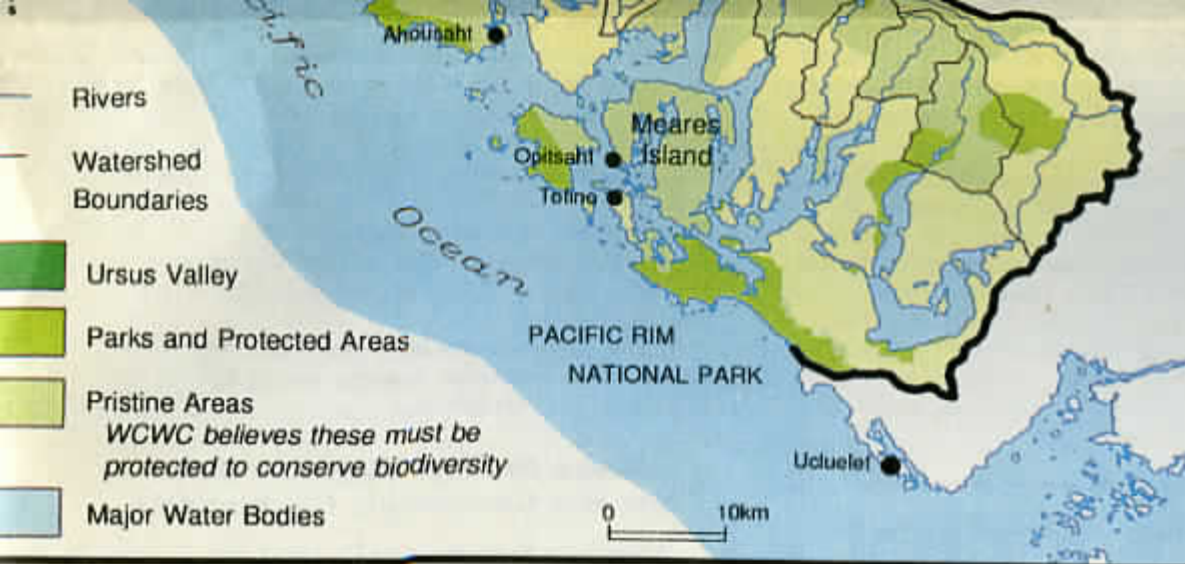 cific
Ahousaht
Rivers
Meares
Island
Opitsaht
Watershed
Boundaries
Tofino
Ocean
Ursus Valley
PACIFIC RIM
NATIONAL PARK
Parks and Protected Areas
Pristine Areas
WCWC believes these must be
protected to conserve biodiversity
Ucluelet
Major Water Bodies
0 10km